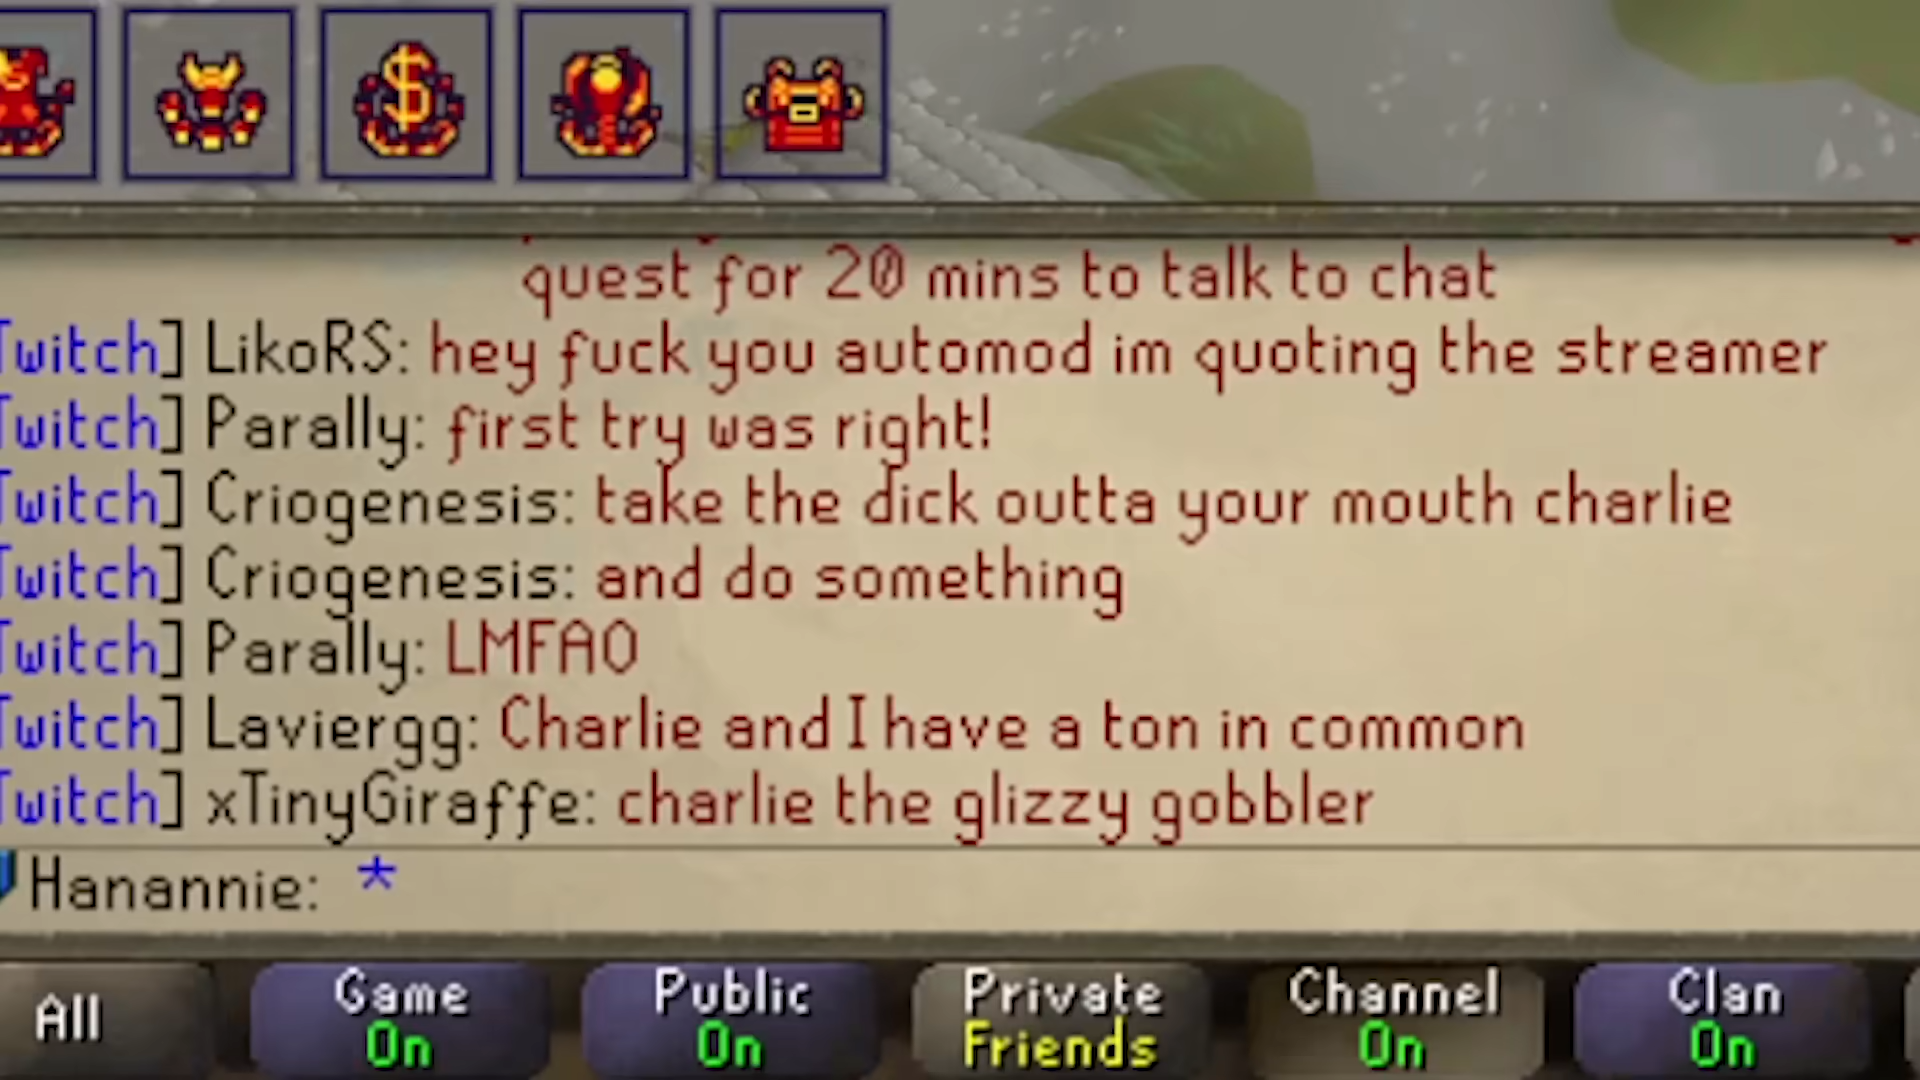 quest for 20 mins to talk to chat
Twitch] LikoRS: hey fuck you automod im quoting the streamer
Twitch] Parally: first try was right!
Twitch] Criogenesis: take the dick outta your mouth charlie
Twitch] Criogenesis: and do something
Twitch] Parally: LMFAO
Twitch] Laviergg: Charlie and I have a ton in common
Twitch] xTinyGiraffe: charlie the glizzy gobbler
Hanannie: *
All
Game
On
Public
On
Private
Friends
Channel
On
Clan
On